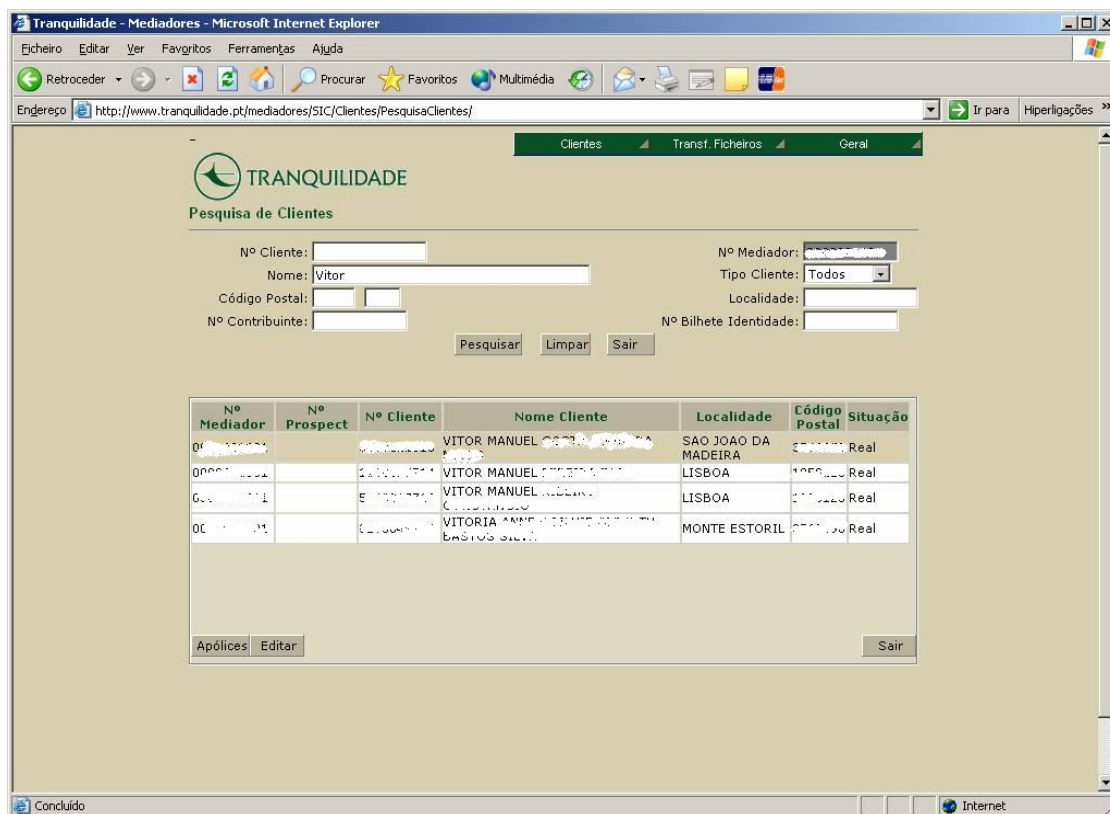 Tranquilidade - Mediadores - Microsoft Internet Explorer
Ficheiro Editar Ver Favoritos Ferramentas Ajuda
Retroceder Procurar Favoritos Multimédia
Endereço http://www.tranquilidade.pt/mediadores/SIC/Clientes/PesquisaClientes/ Ir para Hiperligações »
Clientes Transf. Ficheiros Geral
TRANQUILIDADE
Pesquisa de Clientes
Nº Cliente: Nº Mediador:
Nome: Vitor Tipo Cliente: Todos
Código Postal: Localidade:
Nº Contribuinte: Nº Bilhete Identidade:
Pesquisar Limpar Sair
Nº Mediador Nº Prospect Nº Cliente Nome Cliente Localidade Código Postal Situação
VITOR MANUEL SAO JOAO DA MADEIRA Real
VITOR MANUEL LISBOA Real
VITOR MANUEL LISBOA Real
VITORIA MONTE ESTORIL Real
Apólices Editar Sair
Concluído Internet